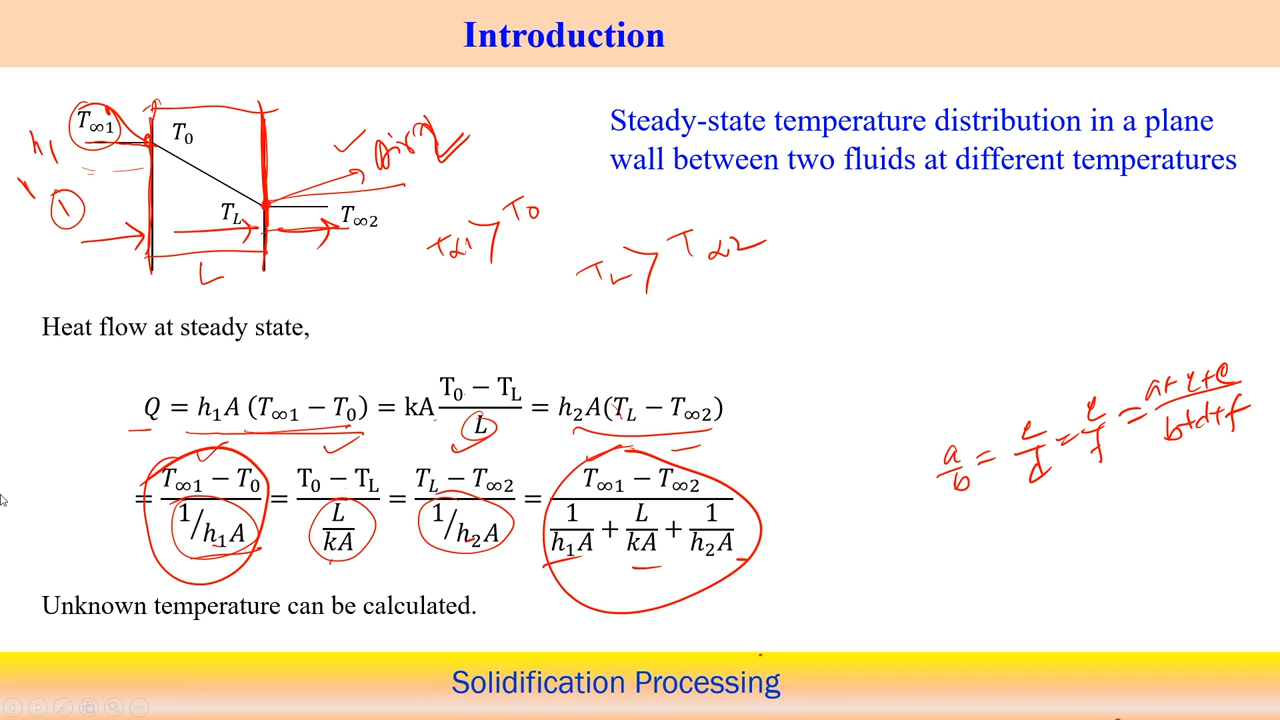 Introduction
T∞1
T0
h1
1
TL
T∞2
L
Air
2
Tα1 > T0
TL > Tα2
Steady-state temperature distribution in a plane
wall between two fluids at different temperatures
Heat flow at steady state,
Q = h1A (T∞1 − T0) = kA (T0 − TL)/L = h2A(TL − T∞2)
= (T∞1 − T0)/(1/h1A) = (T0 − TL)/(L/kA) = (TL − T∞2)/(1/h2A) = (T∞1 − T∞2)/(1/h1A + L/kA + 1/h2A)
a/b = c/d = e/f = (a+c+e)/(b+d+f)
Unknown temperature can be calculated.
Solidification Processing